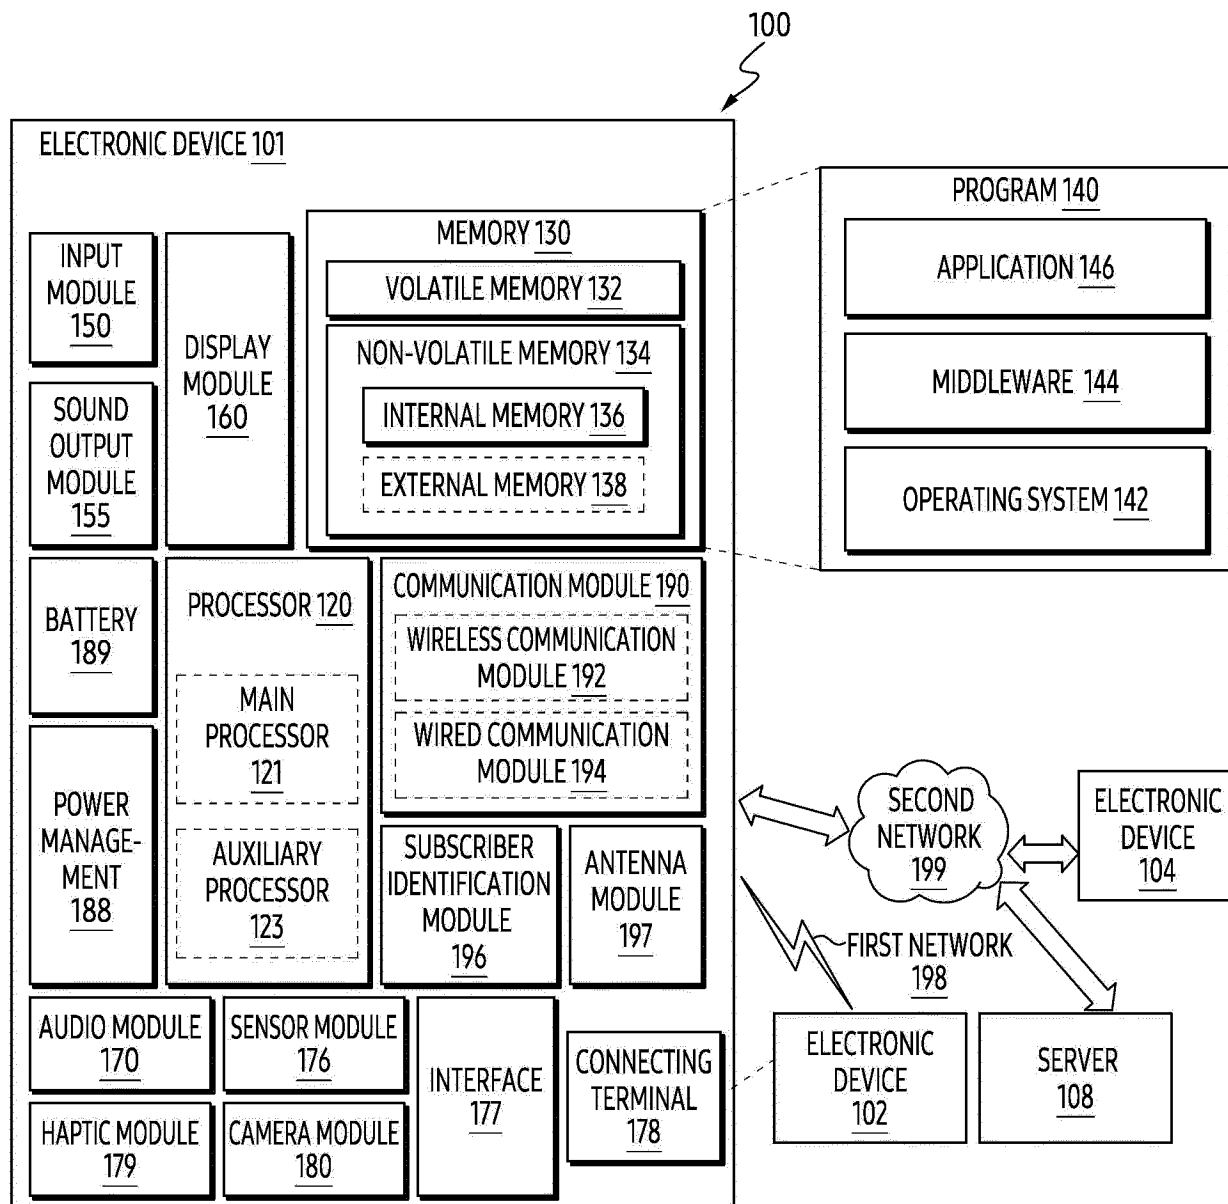 100
ELECTRONIC DEVICE 101
INPUT
MODULE
150
SOUND
OUTPUT
MODULE
155
DISPLAY
MODULE
160
MEMORY 130
VOLATILE MEMORY 132
NON-VOLATILE MEMORY 134
INTERNAL MEMORY 136
EXTERNAL MEMORY 138
PROGRAM 140
APPLICATION 146
MIDDLEWARE 144
OPERATING SYSTEM 142
BATTERY
189
POWER
MANAGE-
MENT
188
PROCESSOR 120
MAIN
PROCESSOR
121
AUXILIARY
PROCESSOR
123
COMMUNICATION MODULE 190
WIRELESS COMMUNICATION
MODULE 192
WIRED COMMUNICATION
MODULE 194
SUBSCRIBER
IDENTIFICATION
MODULE
196
ANTENNA
MODULE
197
SECOND
NETWORK
199
ELECTRONIC
DEVICE
104
FIRST NETWORK
198
AUDIO MODULE
170
SENSOR MODULE
176
INTERFACE
177
CONNECTING
TERMINAL
178
HAPTIC MODULE
179
CAMERA MODULE
180
ELECTRONIC
DEVICE
102
SERVER
108